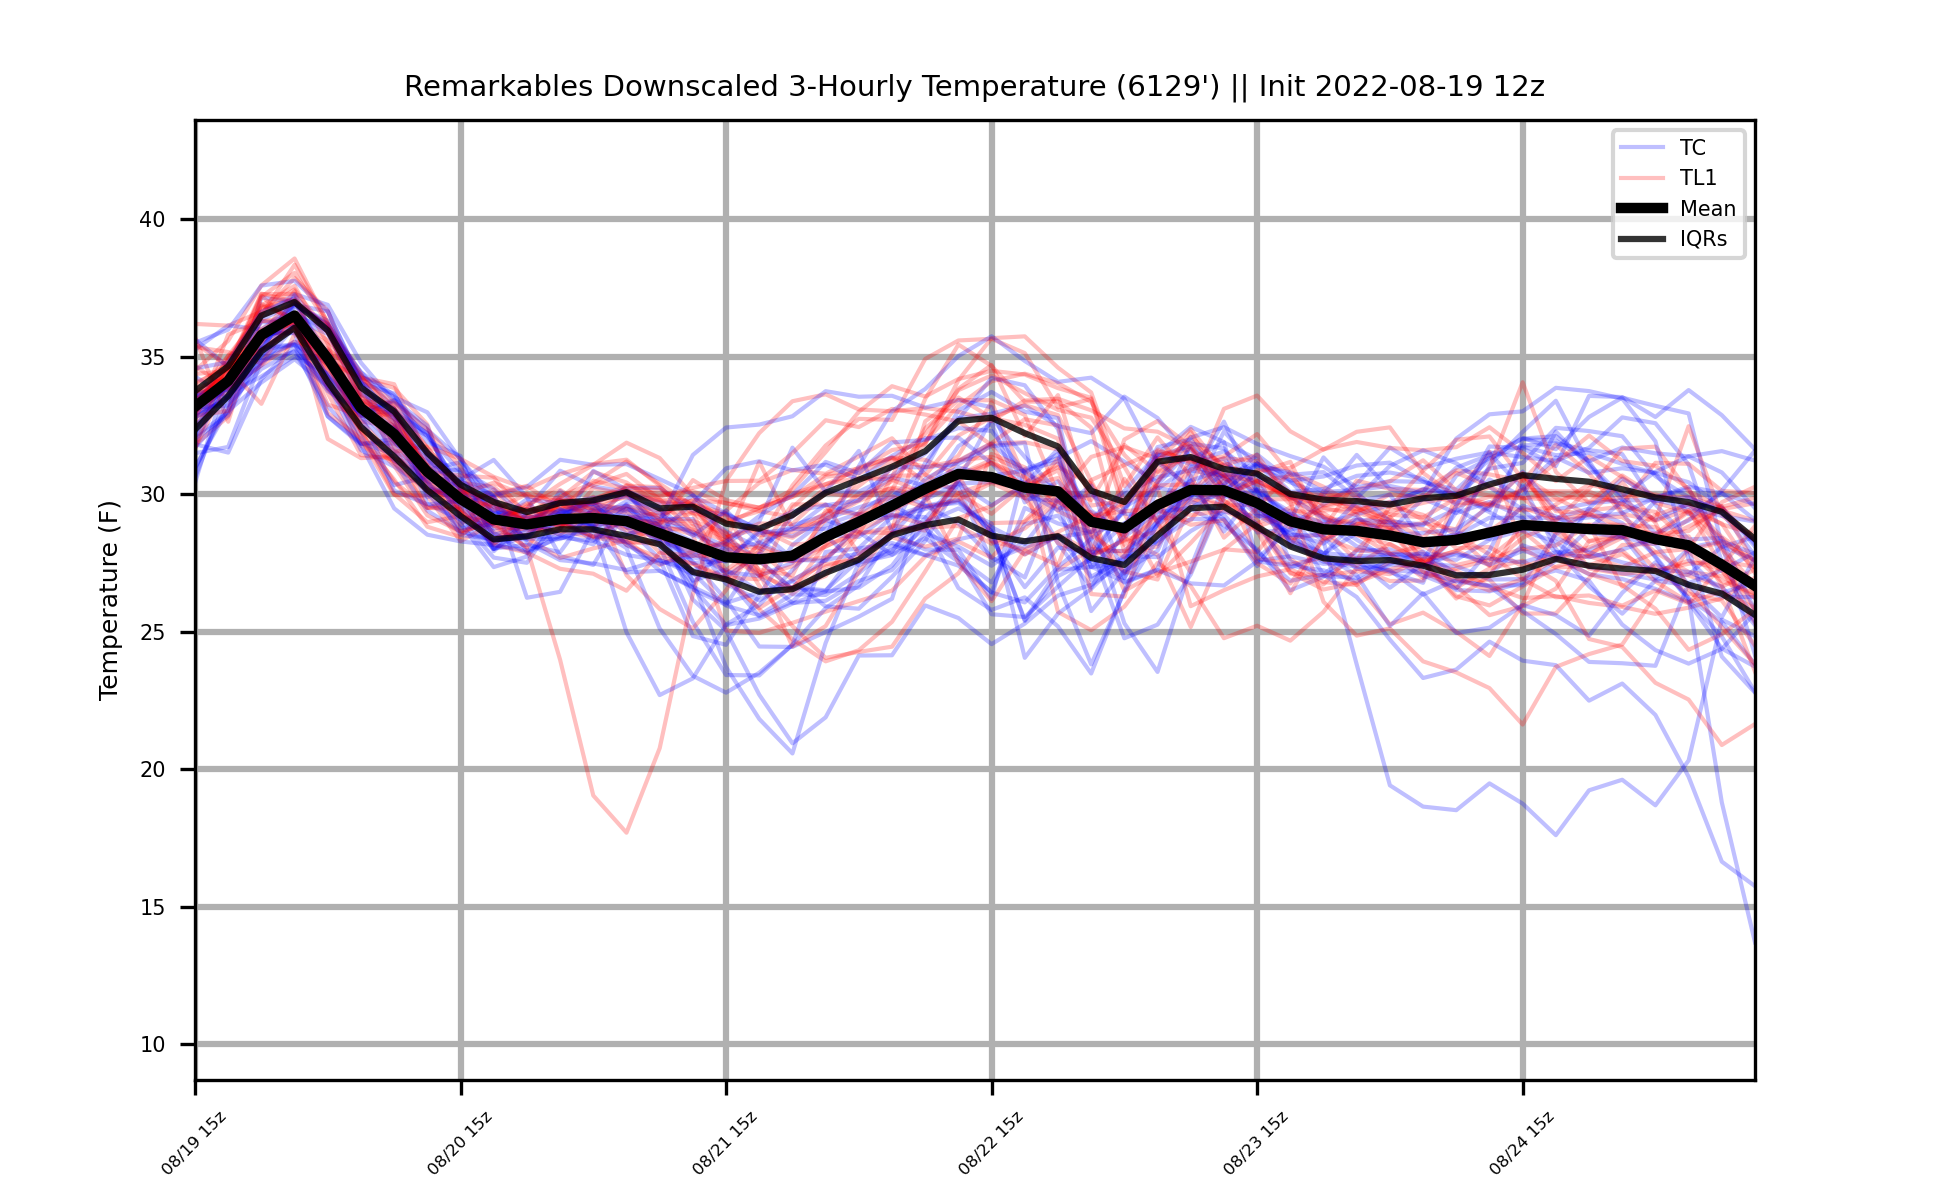 Remarkables Downscaled 3-Hourly Temperature (6129') || Init 2022-08-19 12z
TC
TL1
Mean
IQRs
Temperature (F)
40
35
30
25
20
15
10
08/19 15z
08/20 15z
08/21 15z
08/22 15z
08/23 15z
08/24 15z